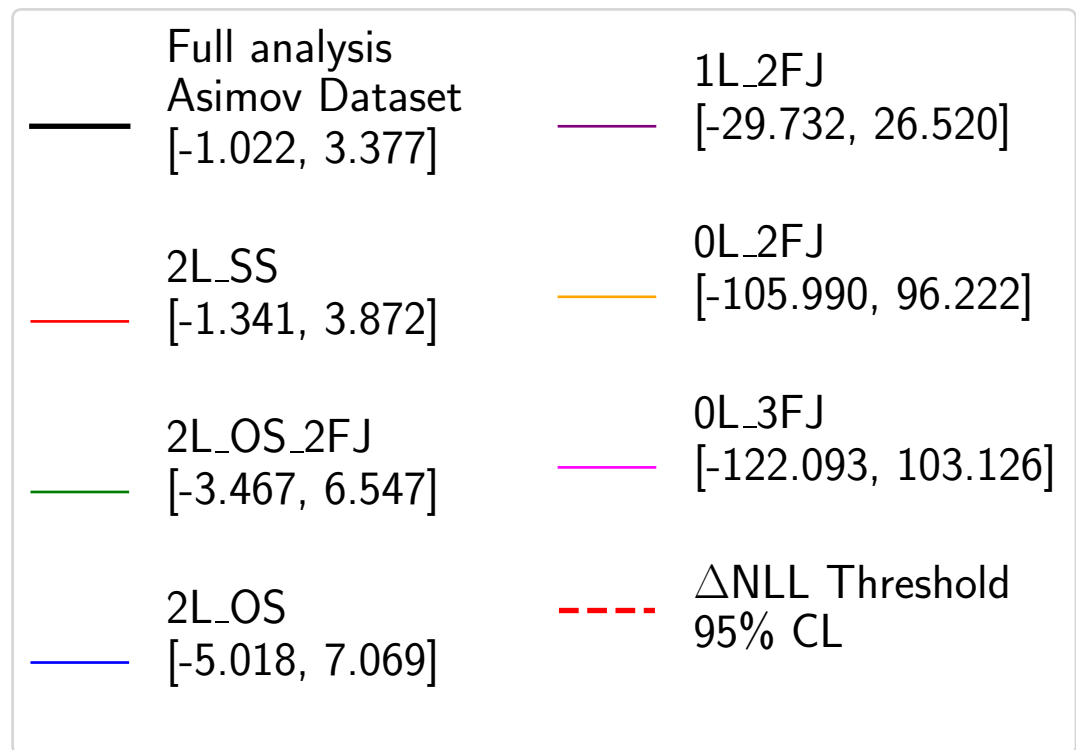 Full analysis
Asimov Dataset
[-1.022, 3.377]
2L_SS
[-1.341, 3.872]
2L_OS_2FJ
[-3.467, 6.547]
2L_OS
[-5.018, 7.069]
1L_2FJ
[-29.732, 26.520]
0L_2FJ
[-105.990, 96.222]
0L_3FJ
[-122.093, 103.126]
ΔNLL Threshold
95% CL